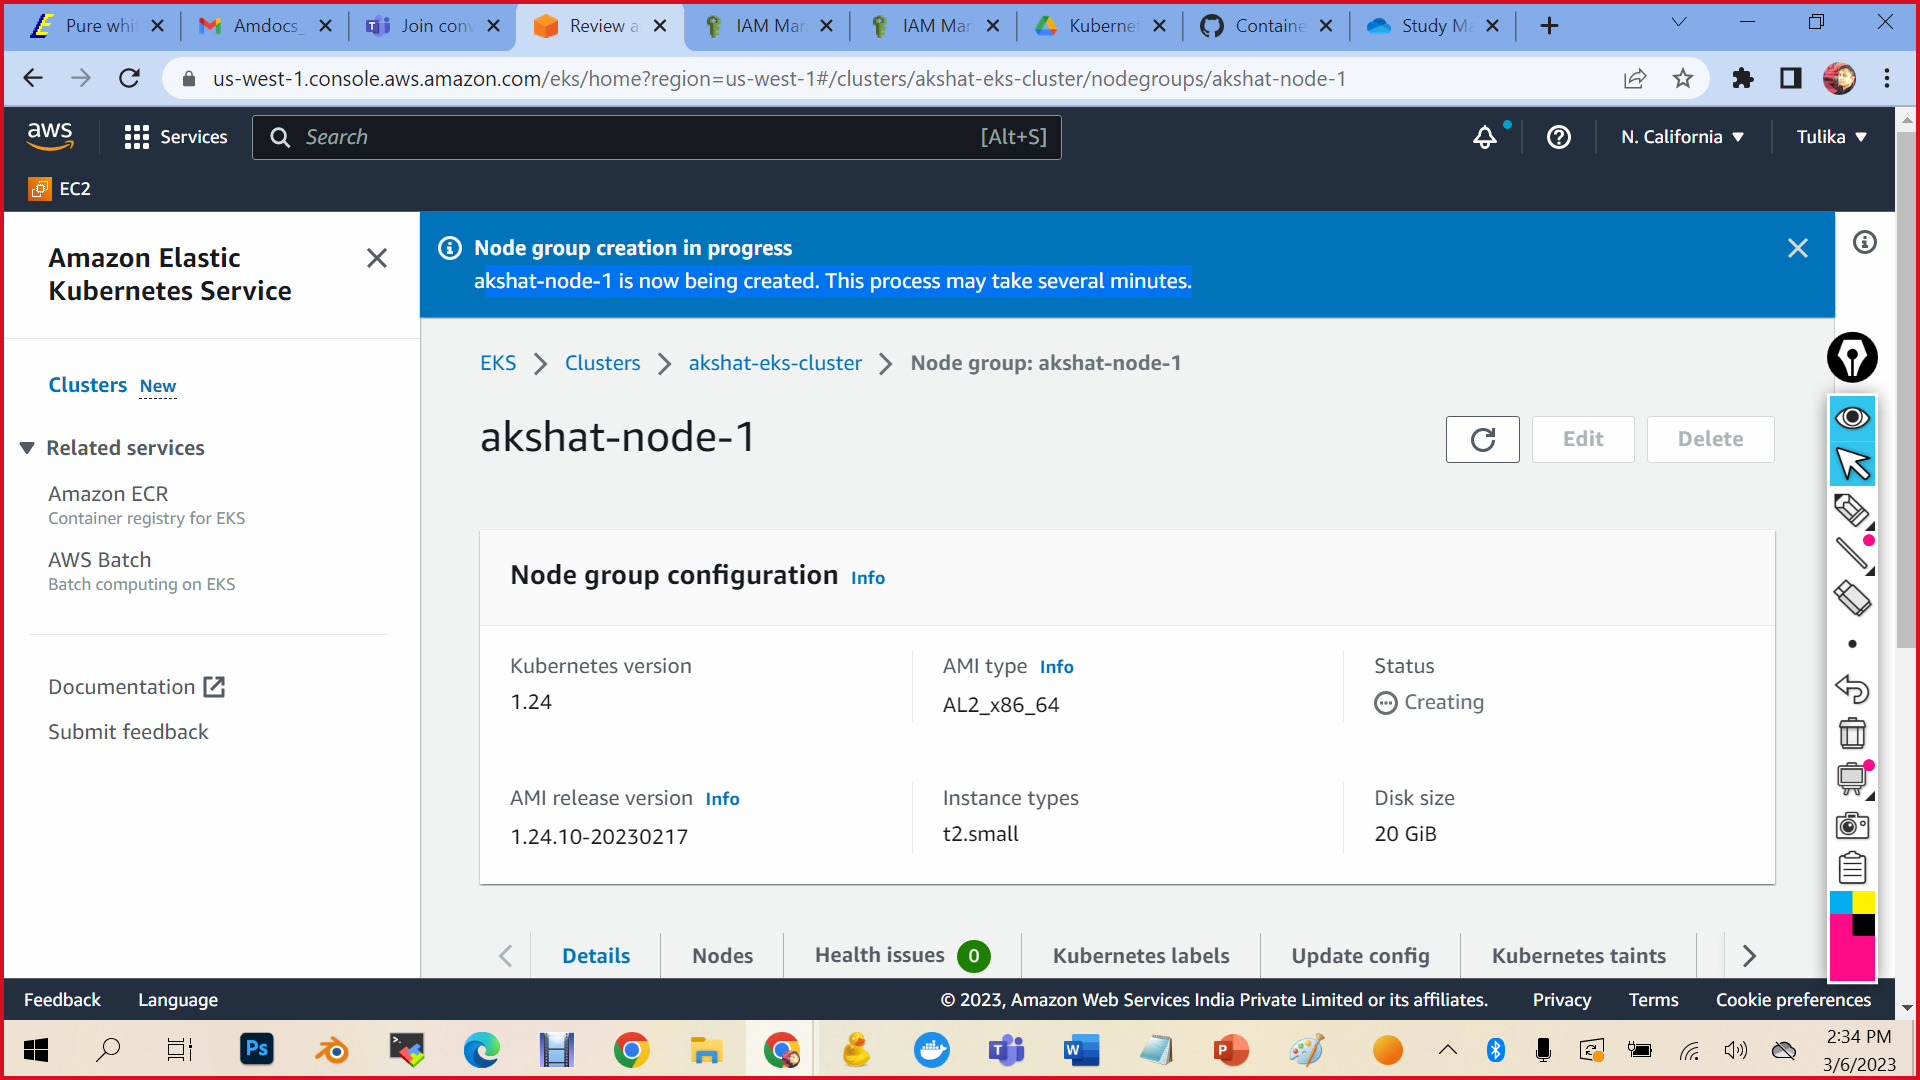 Pure whi
Amdocs_
Join conv
Review a
IAM Man
IAM Man
Kuberne
Containe
Study Ma
us-west-1.console.aws.amazon.com/eks/home?region=us-west-1#/clusters/akshat-eks-cluster/nodegroups/akshat-node-1
aws
Services
Search
[Alt+S]
N. California
Tulika
EC2
Amazon Elastic
Kubernetes Service
Clusters New
Related services
Amazon ECR
Container registry for EKS
AWS Batch
Batch computing on EKS
Documentation
Submit feedback
Node group creation in progress
akshat-node-1 is now being created. This process may take several minutes.
EKS
Clusters
akshat-eks-cluster
Node group: akshat-node-1
akshat-node-1
Edit
Delete
Node group configuration Info
Kubernetes version
1.24
AMI type Info
AL2_x86_64
Status
Creating
AMI release version Info
1.24.10-20230217
Instance types
t2.small
Disk size
20 GiB
Details
Nodes
Health issues 0
Kubernetes labels
Update config
Kubernetes taints
Feedback
Language
© 2023, Amazon Web Services India Private Limited or its affiliates.
Privacy
Terms
Cookie preferences
Ps
2:34 PM
3/6/2023